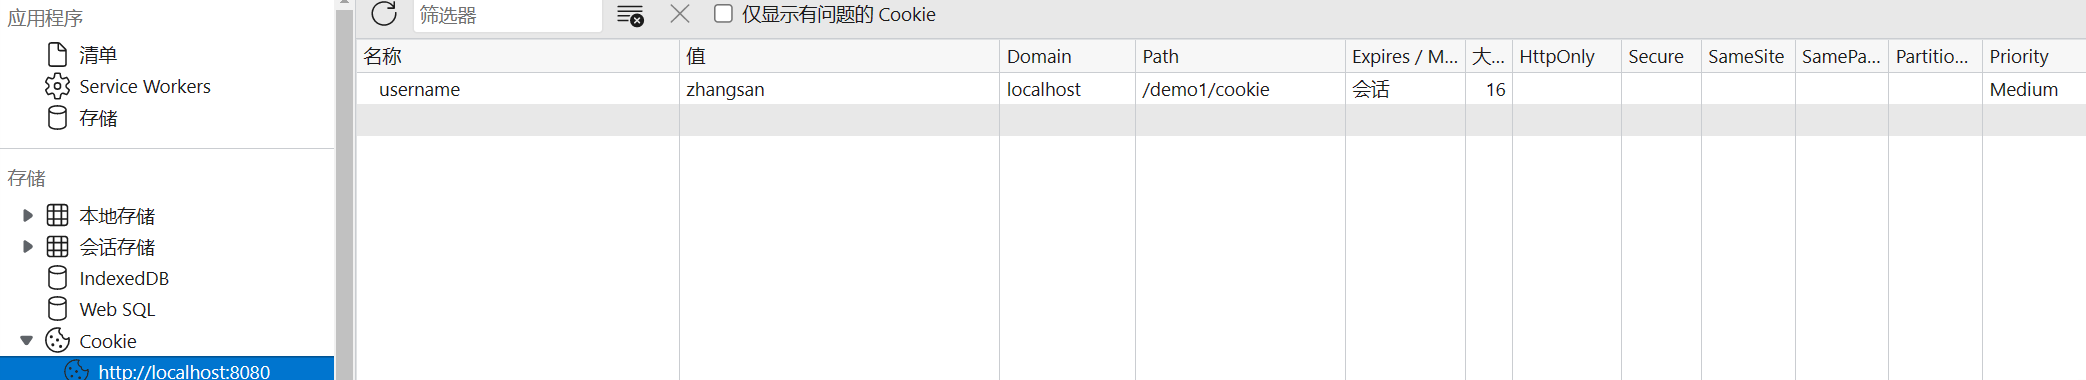 应用程序
清单
Service Workers
存储
存储
本地存储
会话存储
IndexedDB
Web SQL
Cookie
http://localhost:8080
筛选器 仅显示有问题的 Cookie
名称 值 Domain Path Expires / M... 大... HttpOnly Secure SameSite SamePa... Partitio... Priority
username zhangsan localhost /demo1/cookie 会话 16 Medium